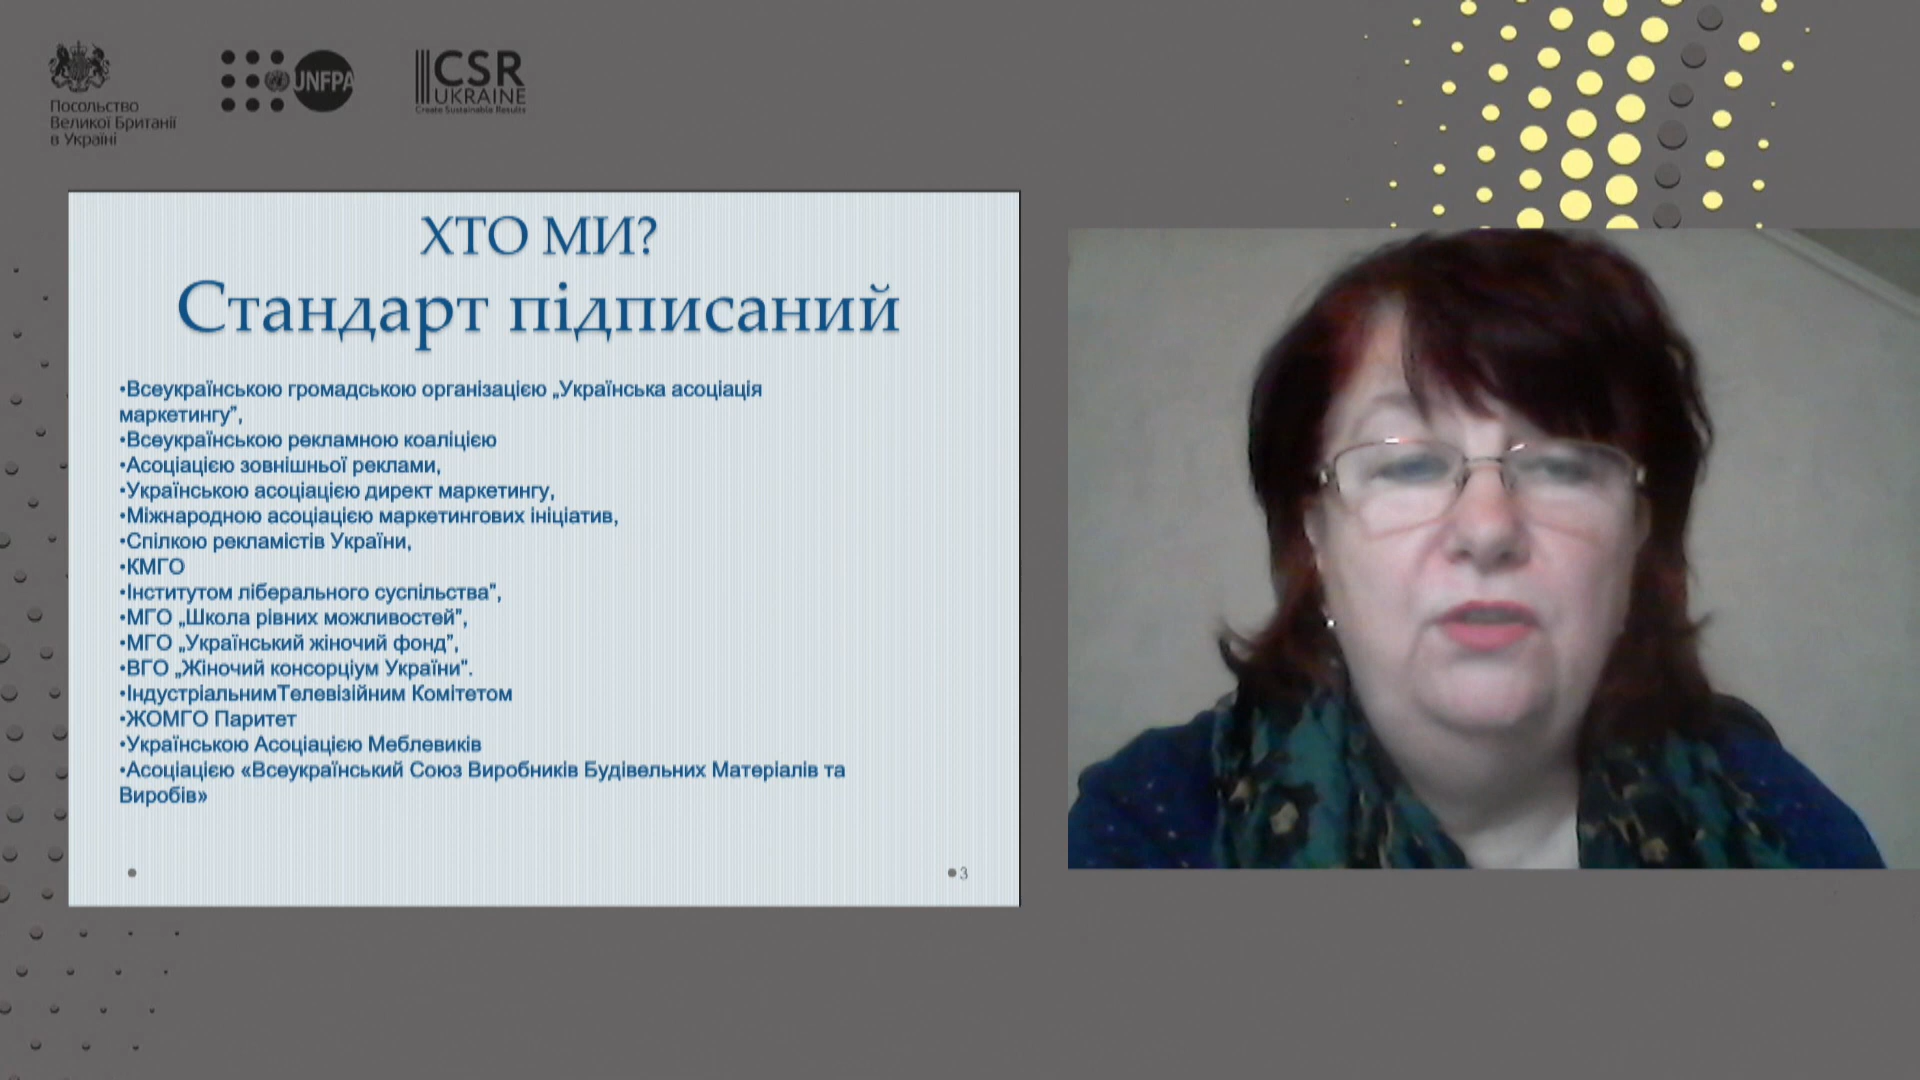 Посольство
Великої Британії
в Україні
UNFPA
CSR
UKRAINE
Create Sustainable Results
ХТО МИ?
Стандарт підписаний
•Всеукраїнською громадською організацією „Українська асоціація
маркетингу”,
•Всеукраїнською рекламною коаліцією
•Асоціацією зовнішньої реклами,
•Українською асоціацією директ маркетингу,
•Міжнародною асоціацією маркетингових ініціатив,
•Спілкою рекламістів України,
•КМГО
•Інститутом ліберального суспільства”,
•МГО „Школа рівних можливостей”,
•МГО „Український жіночий фонд”,
•ВГО „Жіночий консорціум України”.
•ІндустріальнимТелевізійним Комітетом
•ЖОМГО Паритет
•Українською Асоціацією Меблевиків
•Асоціацією «Всеукраїнський Союз Виробників Будівельних Матеріалів та
Виробів»
3